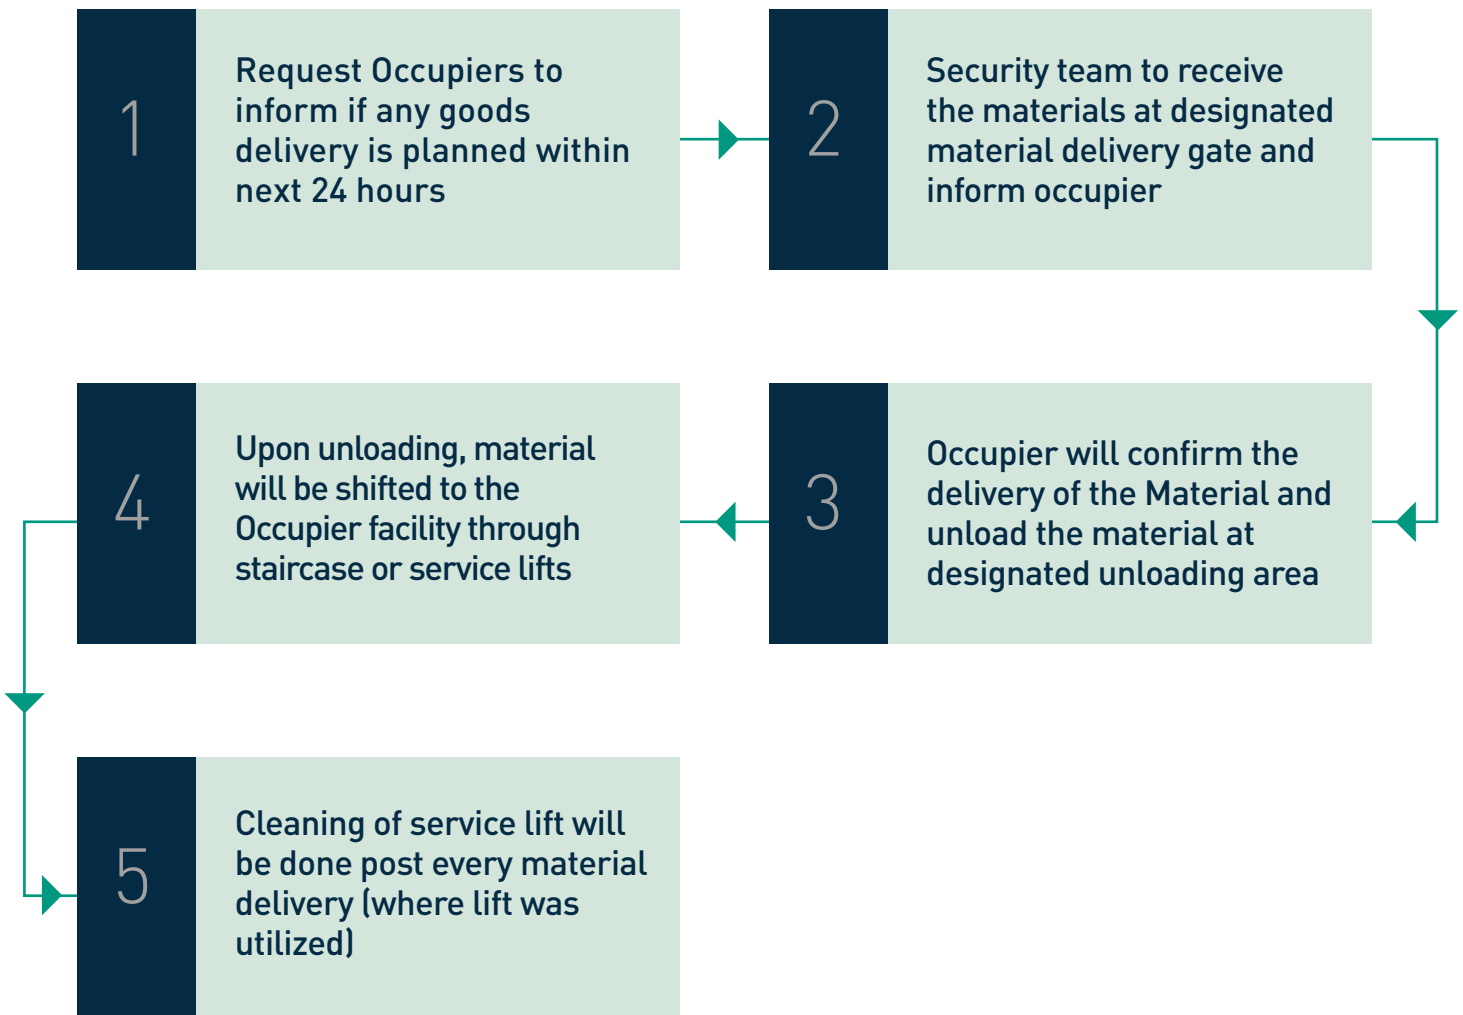 1
Request Occupiers to
inform if any goods
delivery is planned within
next 24 hours
2
Security team to receive
the materials at designated
material delivery gate and
inform occupier
3
Occupier will confirm the
delivery of the Material and
unload the material at
designated unloading area
4
Upon unloading, material
will be shifted to the
Occupier facility through
staircase or service lifts
5
Cleaning of service lift will
be done post every material
delivery (where lift was
utilized)